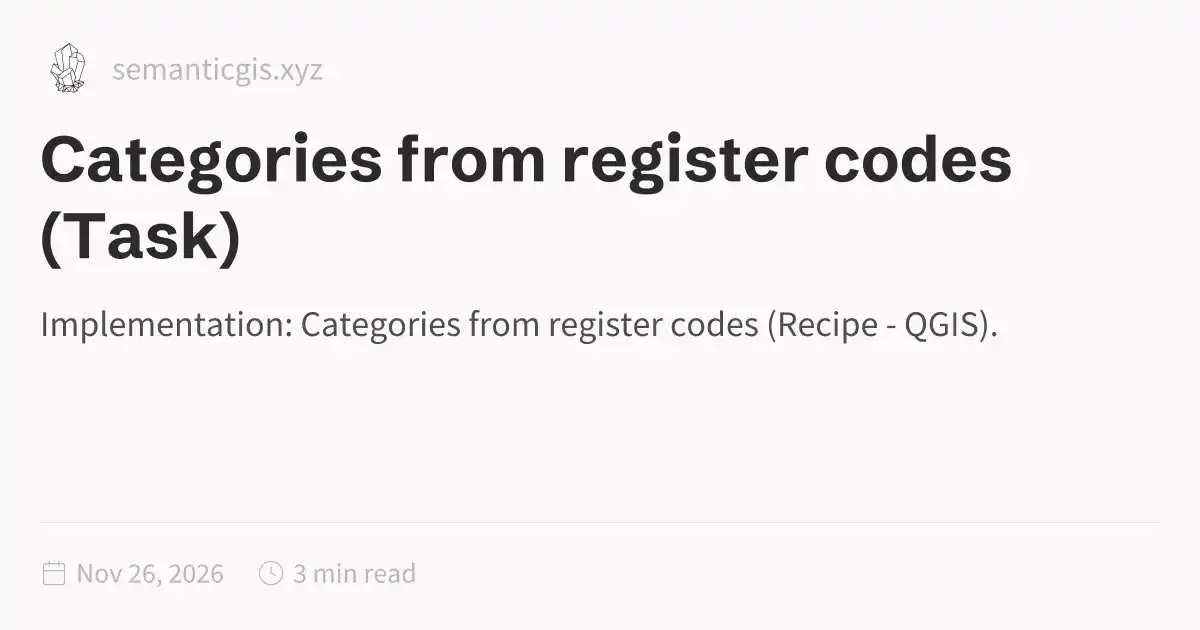 semanticgis.xyz
Categories from register codes
(Task)
Implementation: Categories from register codes (Recipe - QGIS).
Nov 26, 2026
3 min read